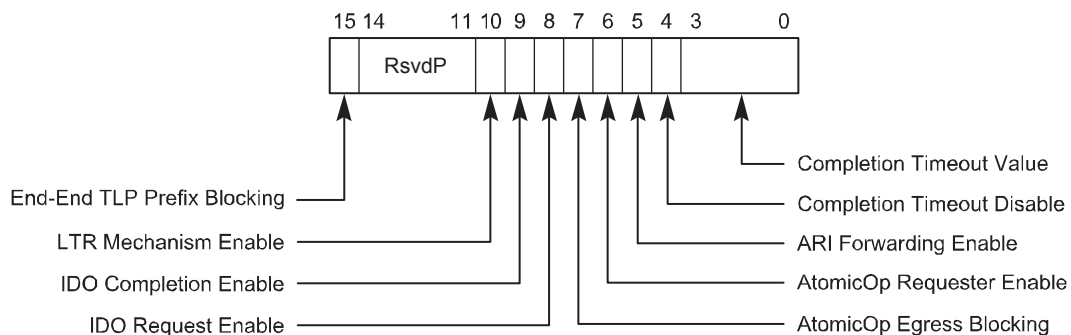 15 14 11 10 9 8 7 6 5 4 3 0
RsvdP
Completion Timeout Value
End-End TLP Prefix Blocking
Completion Timeout Disable
LTR Mechanism Enable
ARI Forwarding Enable
IDO Completion Enable
AtomicOp Requester Enable
IDO Request Enable
AtomicOp Egress Blocking